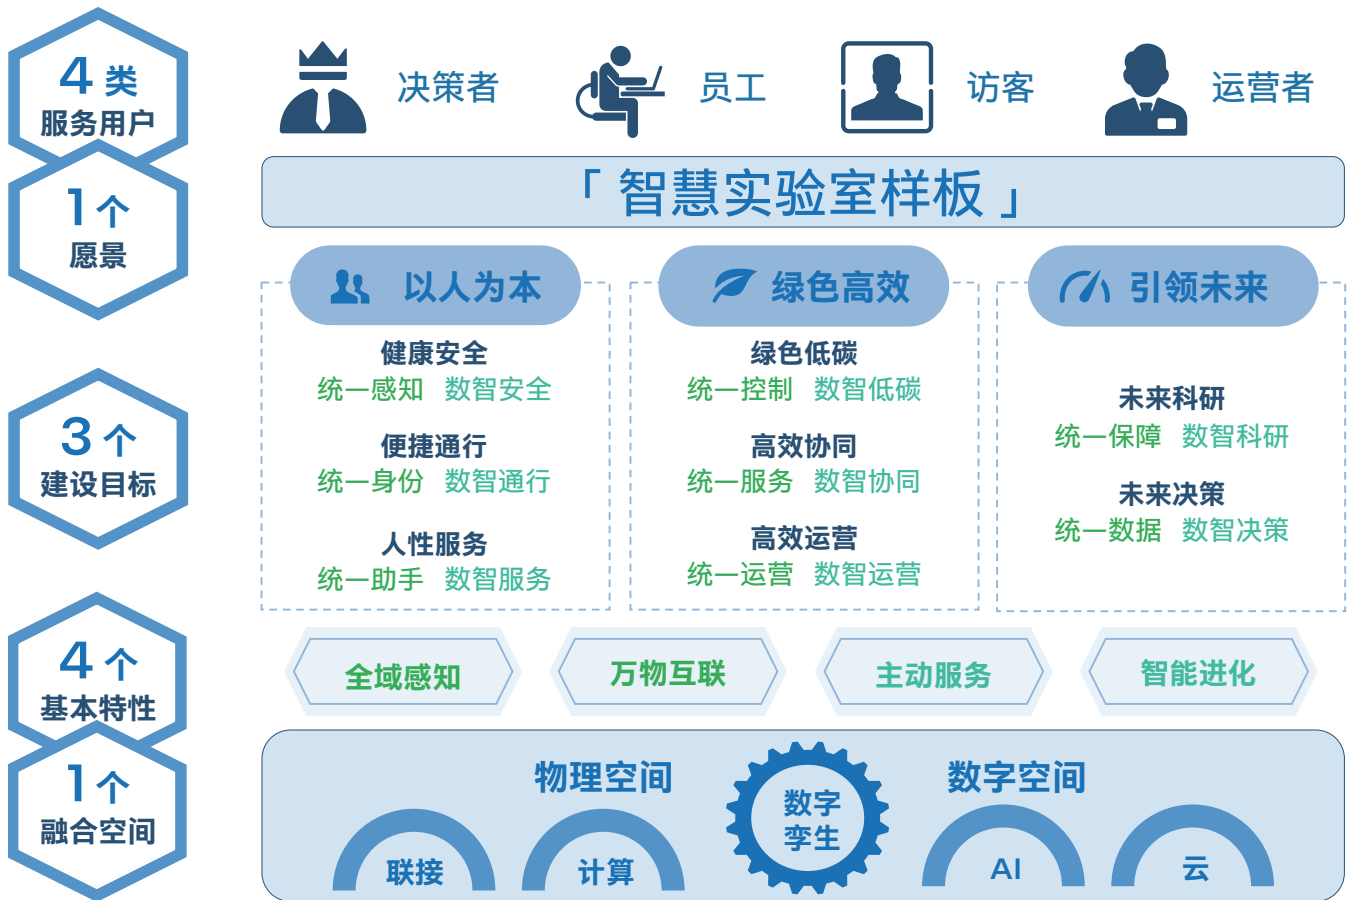 4 类
服务用户
决策者
员工
访客
运营者
1 个
愿景
「 智慧实验室样板 」
3 个
建设目标
以人为本
健康安全
统一感知 数智安全
便捷通行
统一身份 数智通行
人性服务
统一助手 数智服务
绿色高效
绿色低碳
统一控制 数智低碳
高效协同
统一服务 数智协同
高效运营
统一运营 数智运营
引领未来
未来科研
统一保障 数智科研
未来决策
统一数据 数智决策
4 个
基本特性
全域感知
万物互联
主动服务
智能进化
1 个
融合空间
物理空间
联接
计算
数字
孪生
数字空间
AI
云